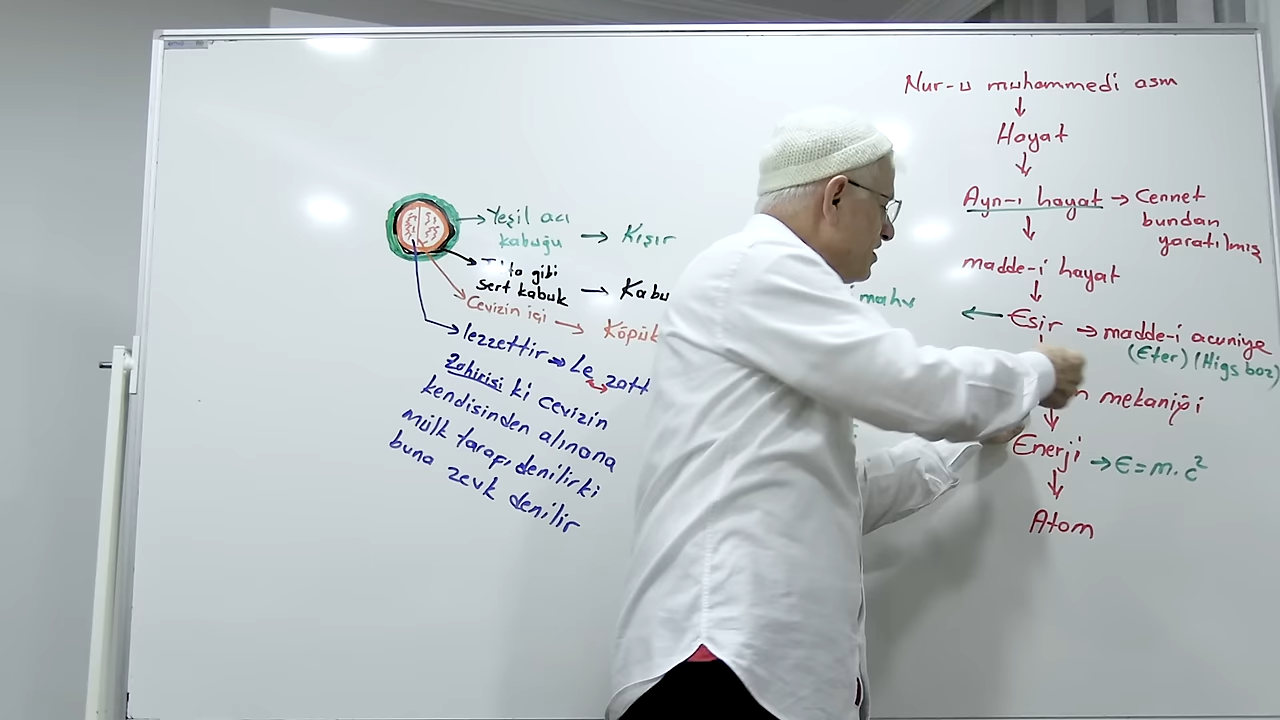 Yeşil acı
kabuğu → Kışır
gibi
sert kabuk → Kabu
Cevizin içi → Köpük
lezzettir → Le zatt
Zahirisi ki cevizin
kendisinden alınana
mülk tarafı denilirki
buna zevk denilir
Nur-u muhammedi asm
↓
Hayat
↓
Ayn-ı hayat → Cennet
bundan
yaratılmış
↓
madde-i hayat
↓
mahv ← Esir → madde-i acuniye
(Eter) (Higs boz)
mekaniği
↓
Enerji → E=m.c²
↓
Atom